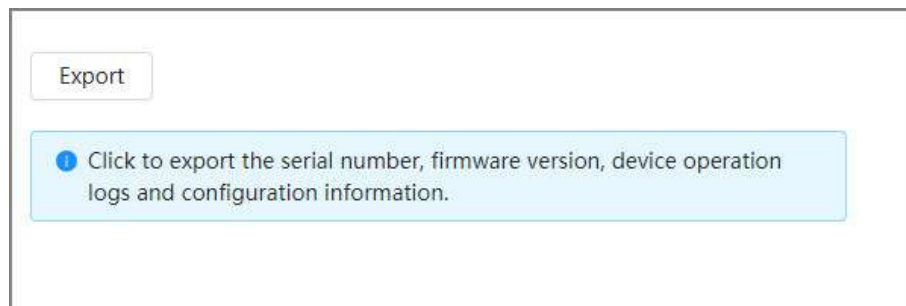 Export
Click to export the serial number, firmware version, device operation
logs and configuration information.